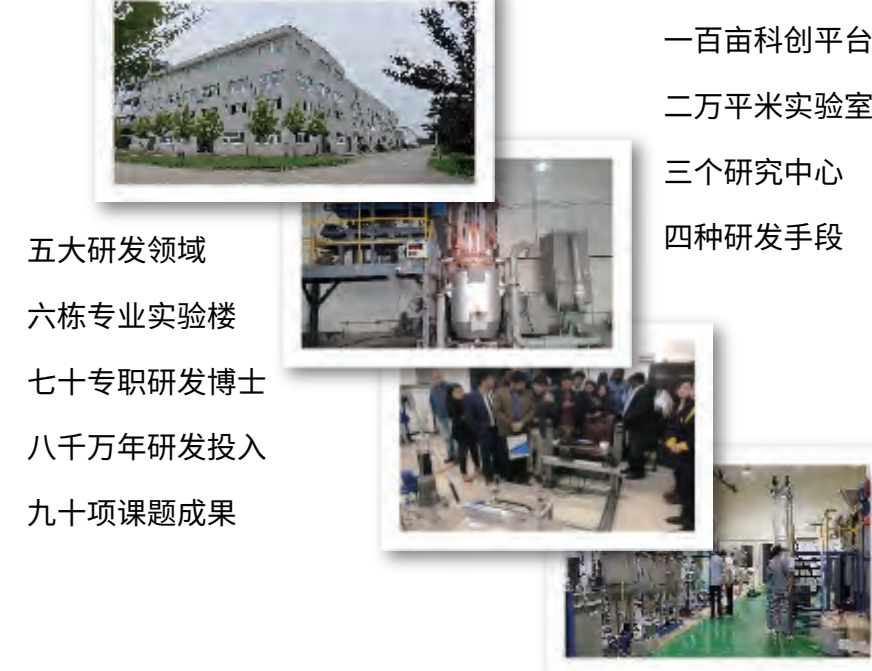 一百亩科创平台
二万平米实验室
三个研究中心
四种研发手段
五大研发领域
六栋专业实验楼
七十专职研发博士
八千万年研发投入
九十项课题成果